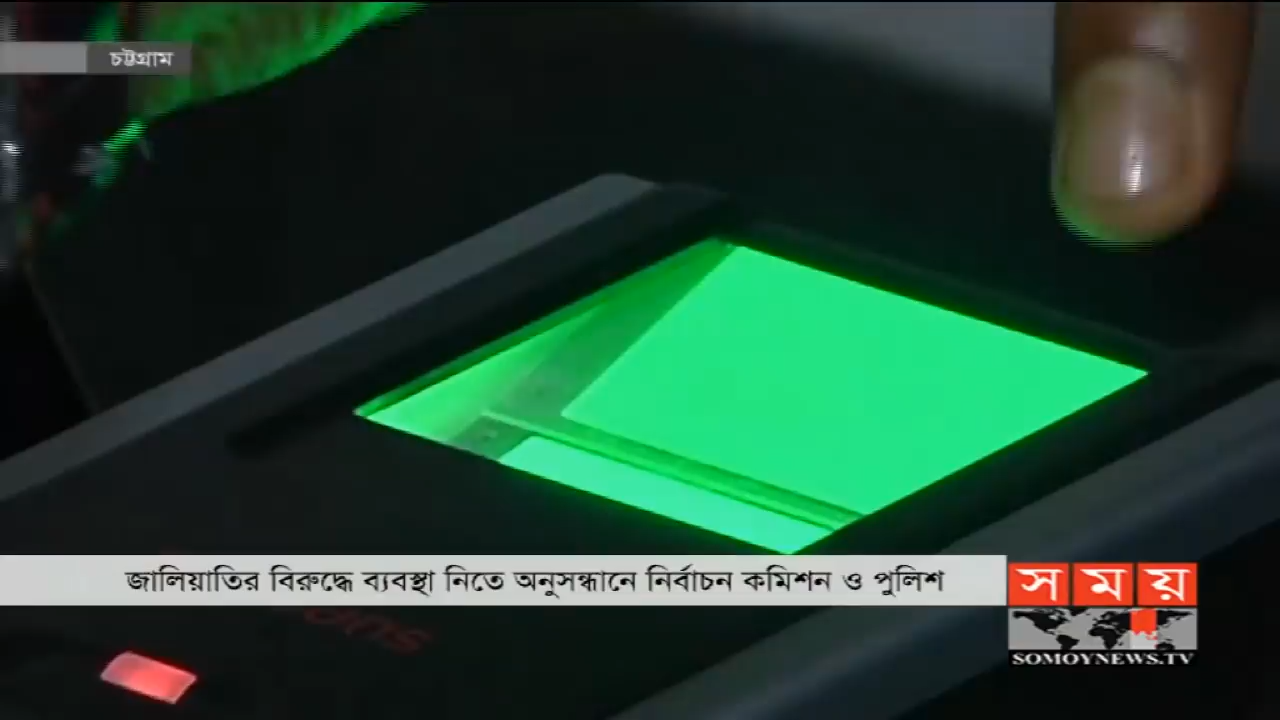 চট্টগ্রাম
জালিয়াতির বিরুদ্ধে ব্যবস্থা নিতে অনুসন্ধানে নির্বাচন কমিশন ও পুলিশ
সময়
SOMOYNEWS.TV